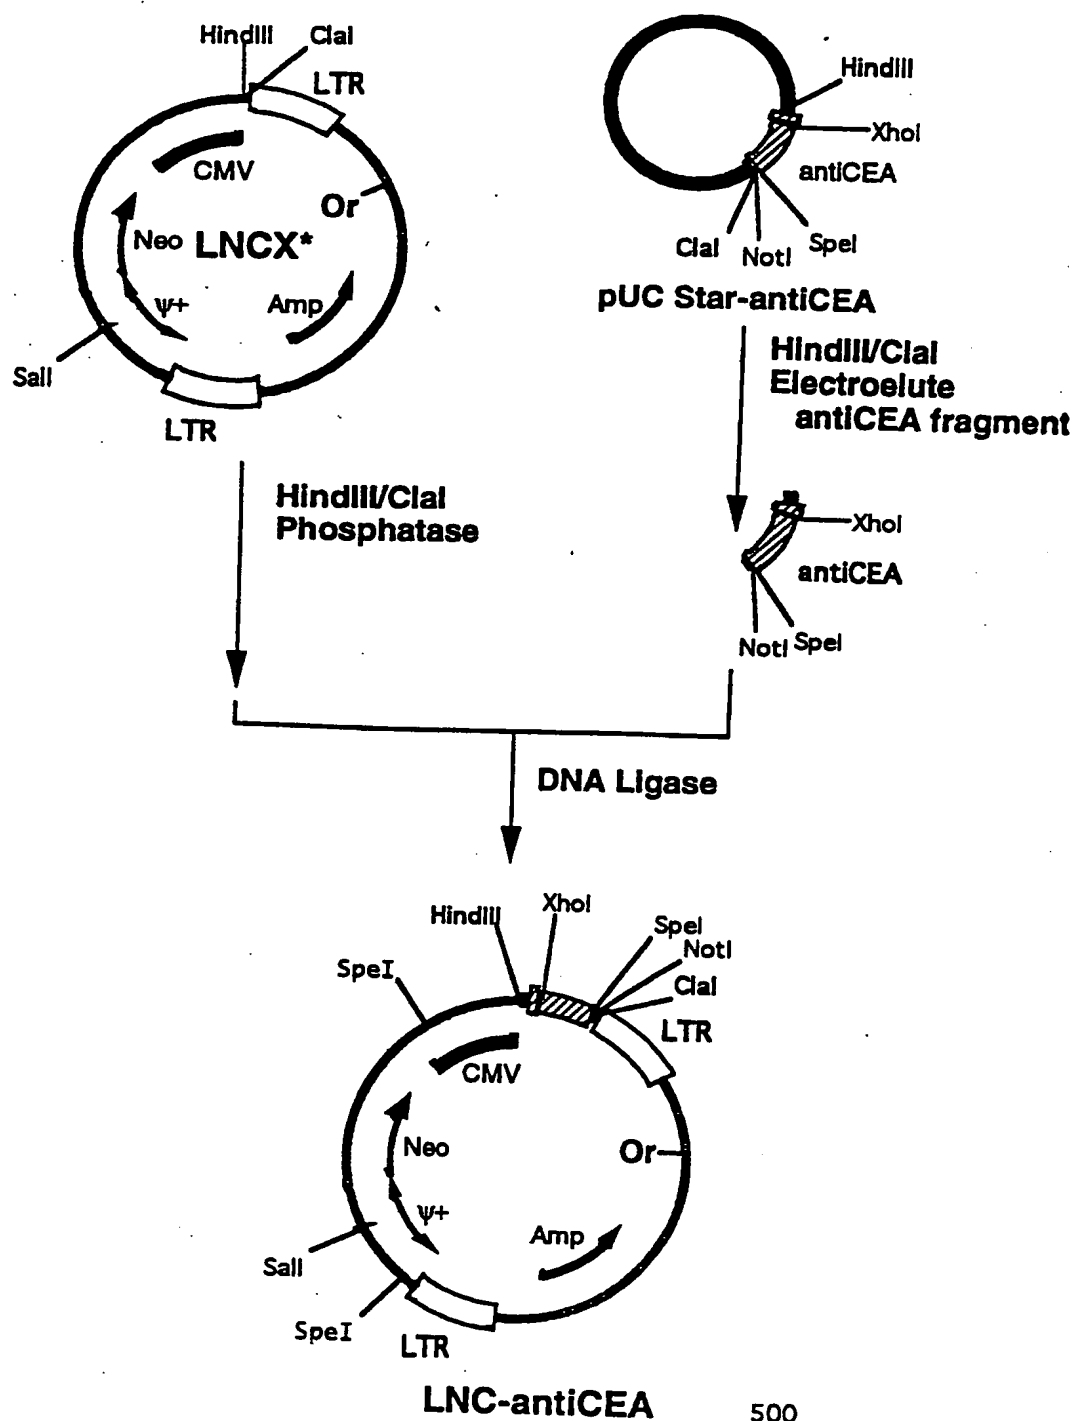 HindIII ClaI
LTR
CMV
Or
Neo LNCX*
ψ+
Amp
SalI
LTR
HindIII
XhoI
antiCEA
ClaI NotI SpeI
pUC Star-antiCEA
HindIII/ClaI
Electroelute
antiCEA fragment
HindIII/ClaI
Phosphatase
XhoI
antiCEA
NotI SpeI
DNA Ligase
HindIII XhoI
SpeI
NotI
ClaI
SpeI
LTR
CMV
Neo
Or
ψ+
Amp
SalI
SpeI
LTR
LNC-antiCEA 500